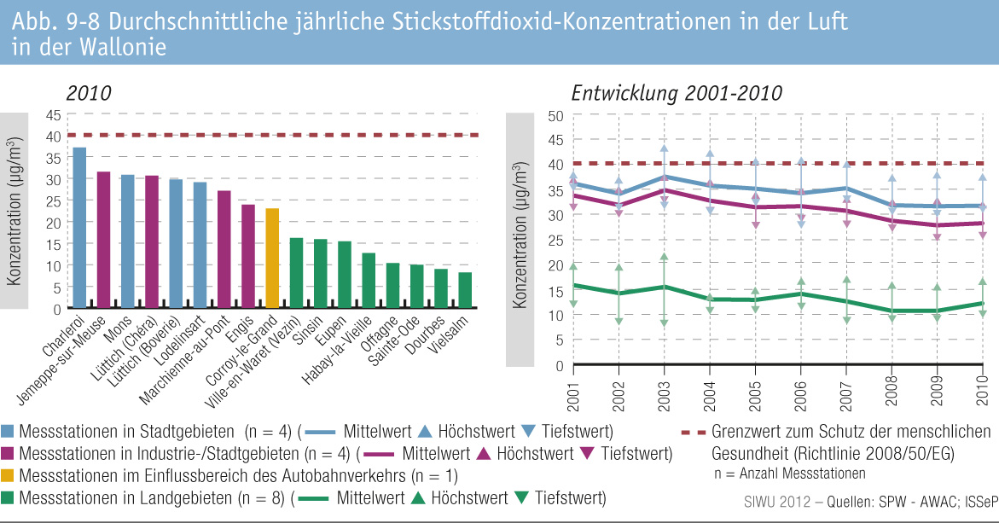 Abb. 9-8 Durchschnittliche jährliche Stickstoffdioxid-Konzentrationen in der Luft
in der Wallonie
2010
Konzentration (µg/m³)
45
40
35
30
25
20
15
10
5
0
Charleroi
Jemeppe-sur-Meuse
Mons
Lüttich (Chéra)
Lüttich (Boverie)
Lodelinsart
Marchienne-au-Pont
Engis
Corroy-le-Grand
Ville-en-Waret (Vezin)
Sinsin
Eupen
Habay-la-Vieille
Offagne
Sainte-Ode
Dourbes
Vielsalm
Entwicklung 2001-2010
Konzentration (µg/m³)
50
45
40
35
30
25
20
15
10
5
0
2001
2002
2003
2004
2005
2006
2007
2008
2009
2010
Messstationen in Stadtgebieten (n = 4) ( Mittelwert Höchstwert Tiefstwert)
Messstationen in Industrie-/Stadtgebieten (n = 4) ( Mittelwert Höchstwert Tiefstwert)
Messstationen im Einflussbereich des Autobahnverkehrs (n = 1)
Messstationen in Landgebieten (n = 8) ( Mittelwert Höchstwert Tiefstwert)
Grenzwert zum Schutz der menschlichen
Gesundheit (Richtlinie 2008/50/EG)
n = Anzahl Messstationen
SIWU 2012 – Quellen: SPW - AWAC; ISSeP